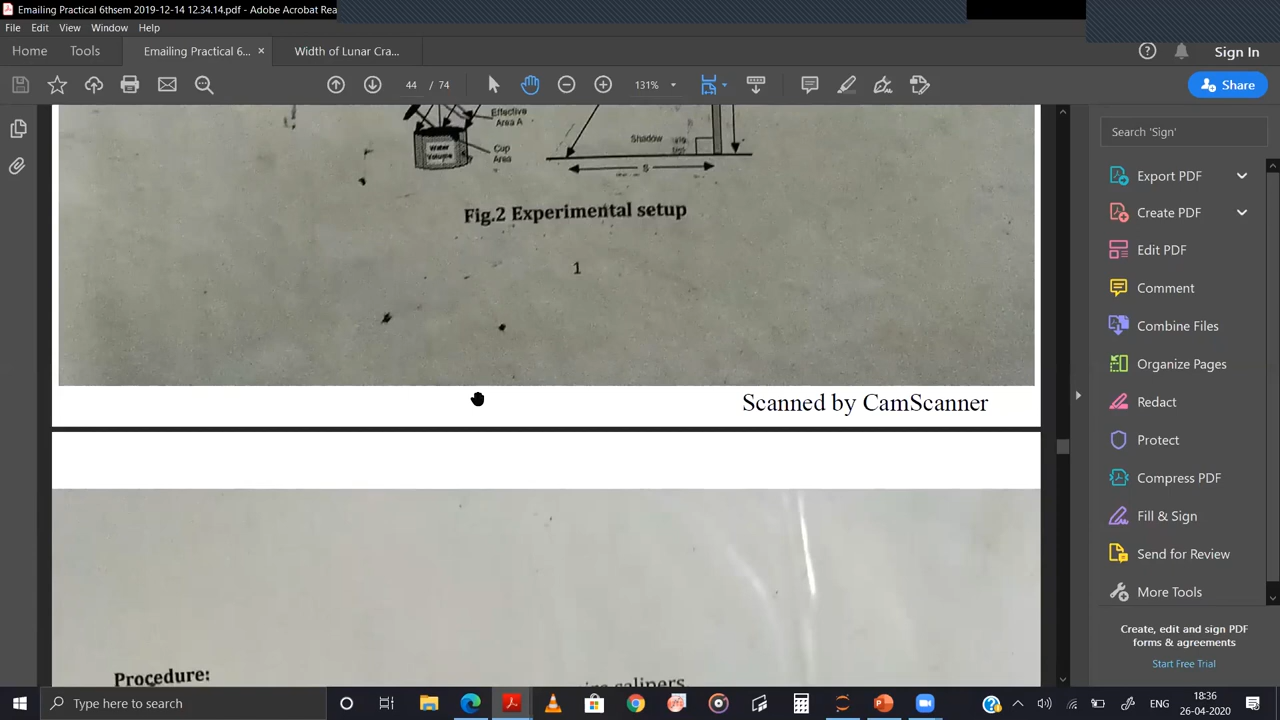 Emailing Practical 6thsem 2019-12-14 12.34.14.pdf - Adobe Acrobat Rea
File Edit View Window Help
Home Tools Emailing Practical 6... × Width of Lunar Cra... Sign In
44 / 74 131% Share
Effective
Area A
Water
Volume
Cup
Area
Shadow
S
Fig.2 Experimental setup
1
Scanned by CamScanner
Procedure:
calipers
Search 'Sign'
Export PDF
Create PDF
Edit PDF
Comment
Combine Files
Organize Pages
Redact
Protect
Compress PDF
Fill & Sign
Send for Review
More Tools
Create, edit and sign PDF
forms & agreements
Start Free Trial
Type here to search
ENG
18:36
26-04-2020